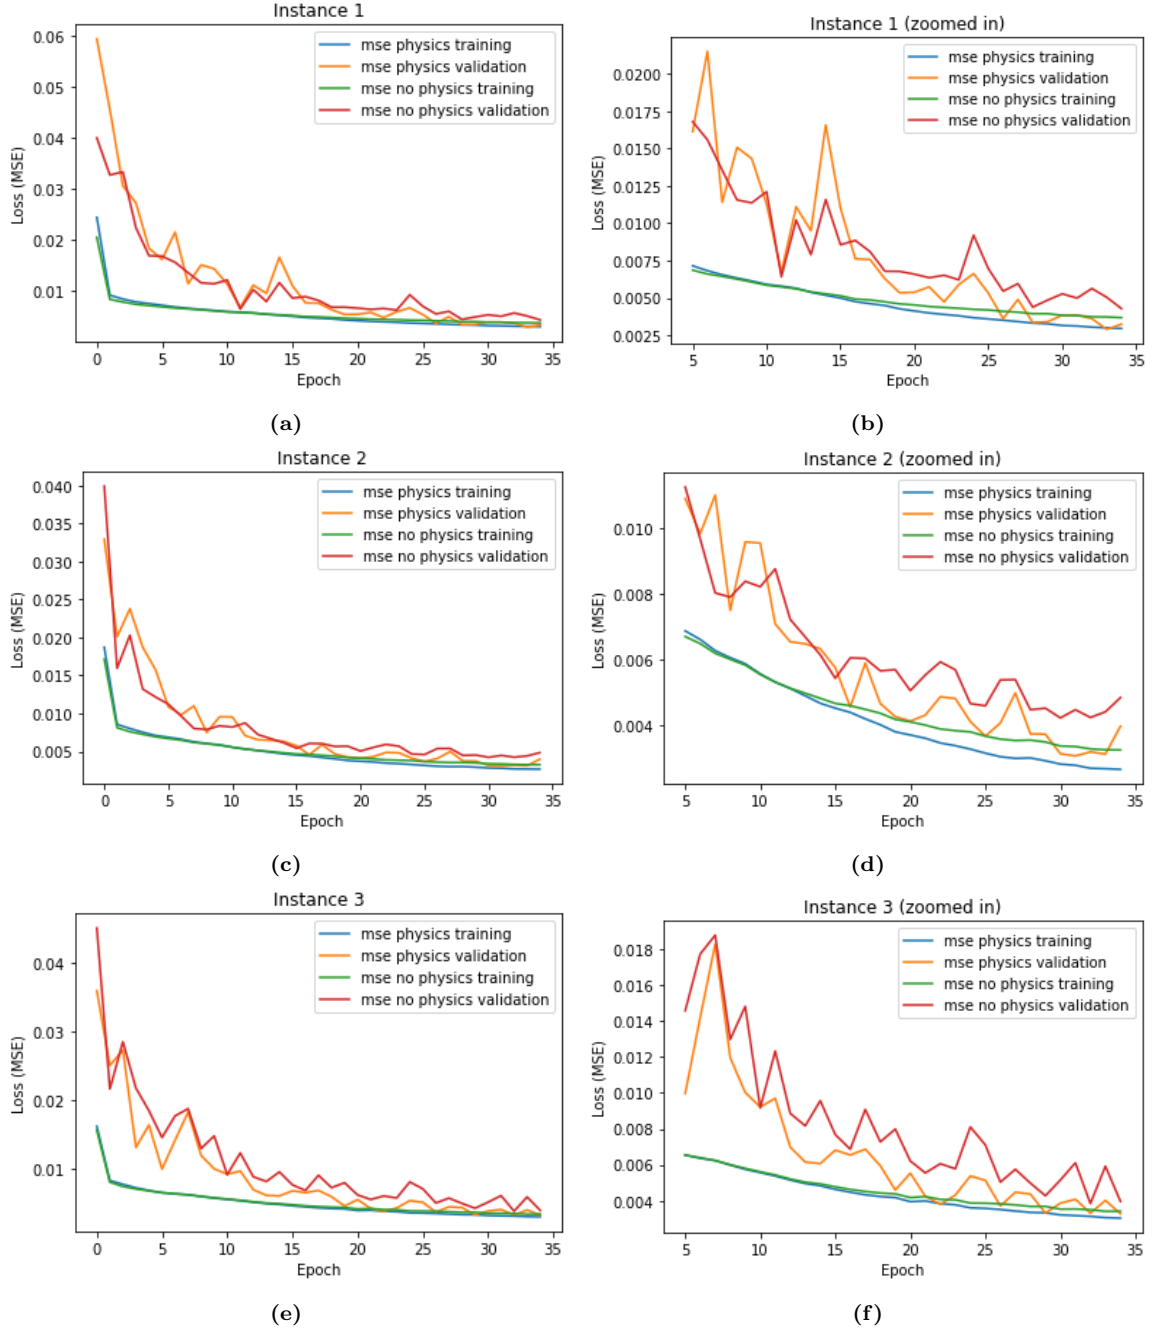 Instance 1
Loss (MSE)
0.06
0.05
0.04
0.03
0.02
0.01
mse physics training
mse physics validation
mse no physics training
mse no physics validation
0 5 10 15 20 25 30 35
Epoch
(a)
Instance 1 (zoomed in)
Loss (MSE)
0.0200
0.0175
0.0150
0.0125
0.0100
0.0075
0.0050
0.0025
mse physics training
mse physics validation
mse no physics training
mse no physics validation
5 10 15 20 25 30 35
Epoch
(b)
Instance 2
Loss (MSE)
0.040
0.035
0.030
0.025
0.020
0.015
0.010
0.005
mse physics training
mse physics validation
mse no physics training
mse no physics validation
0 5 10 15 20 25 30 35
Epoch
(c)
Instance 2 (zoomed in)
Loss (MSE)
0.010
0.008
0.006
0.004
mse physics training
mse physics validation
mse no physics training
mse no physics validation
5 10 15 20 25 30 35
Epoch
(d)
Instance 3
Loss (MSE)
0.04
0.03
0.02
0.01
mse physics training
mse physics validation
mse no physics training
mse no physics validation
0 5 10 15 20 25 30 35
Epoch
(e)
Instance 3 (zoomed in)
Loss (MSE)
0.018
0.016
0.014
0.012
0.010
0.008
0.006
0.004
mse physics training
mse physics validation
mse no physics training
mse no physics validation
5 10 15 20 25 30 35
Epoch
(f)